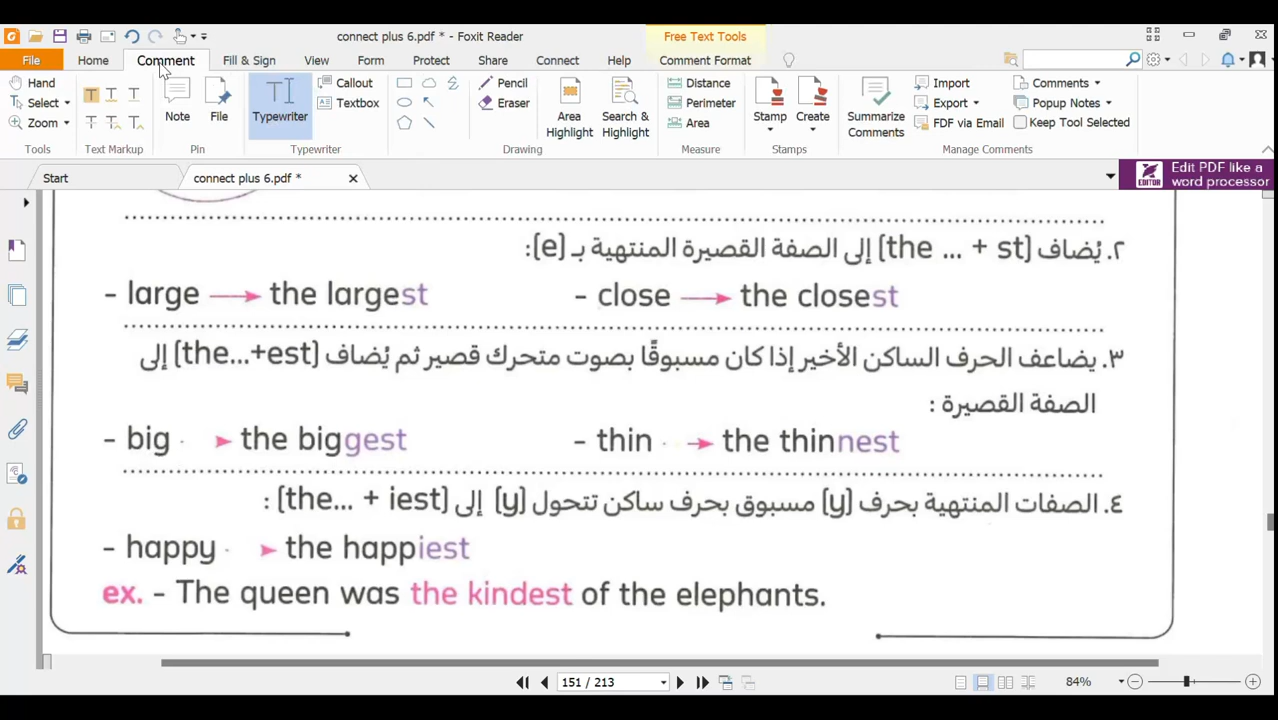 connect plus 6.pdf * - Foxit Reader
Free Text Tools
File Home Comment Fill & Sign View Form Protect Share Connect Help Comment Format
Hand
Select
Zoom
Tools
Text Markup
Note
File
Pin
Typewriter
Callout
Textbox
Typewriter
Pencil
Eraser
Area Highlight
Search & Highlight
Drawing
Distance
Perimeter
Area
Measure
Stamp
Create
Stamps
Summarize Comments
Import
Export
FDF via Email
Comments
Popup Notes
Keep Tool Selected
Manage Comments
Start
connect plus 6.pdf *
EDITOR
Edit PDF like a
word processor
٢. يُضاف (the ... + st) إلى الصفة القصيرة المنتهية بـ (e):
- large the largest - close the closest
٣. يضاعف الحرف الساكن الأخير إذا كان مسبوقًا بصوت متحرك قصير ثم يُضاف (the...+est) إلى
الصفة القصيرة :
- big the biggest - thin the thinnest
٤. الصفات المنتهية بحرف (y) مسبوق بحرف ساكن تتحول (y) إلى (the... + iest) :
- happy the happiest
ex. - The queen was the kindest of the elephants.
151 / 213
84%